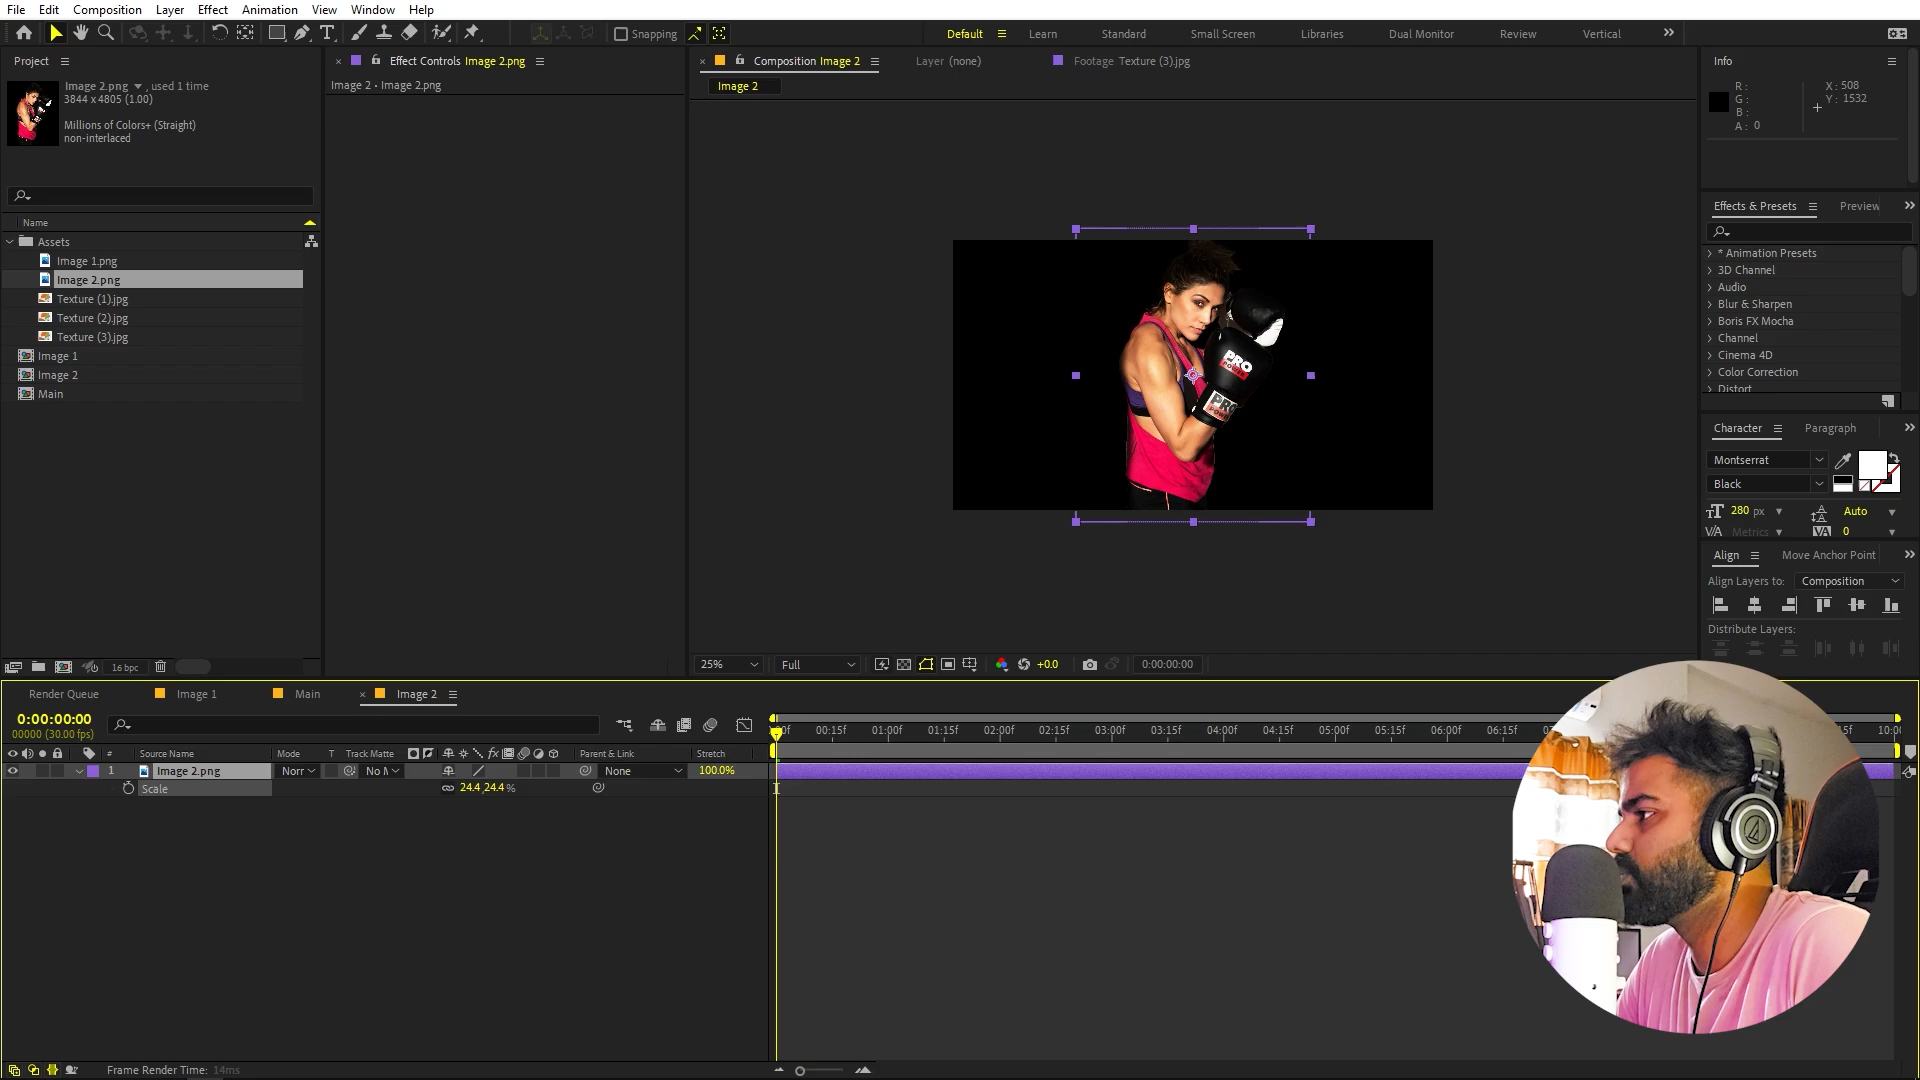 File Edit Composition Layer Effect Animation View Window Help
Snapping Default Learn Standard Small Screen Libraries Dual Monitor Review Vertical
Project
Image 2.png , used 1 time
3844 x 4805 (1.00)
Millions of Colors+ (Straight)
non-interlaced
Name
Assets
Image 1.png
Image 2.png
Texture (1).jpg
Texture (2).jpg
Texture (3).jpg
Image 1
Image 2
Main
16 bpc
Effect Controls Image 2.png
Image 2 • Image 2.png
Composition Image 2
Layer (none)
Footage Texture (3).jpg
Image 2
PRO
POWER
PRO
25%
Full
+0.0
0:00:00:00
Info
R :
G :
B :
A : 0
X : 508
Y : 1532
Effects & Presets
Preview
* Animation Presets
3D Channel
Audio
Blur & Sharpen
Boris FX Mocha
Channel
Cinema 4D
Color Correction
Distort
Character
Paragraph
Montserrat
Black
280 px
Auto
Metrics
0
Align
Move Anchor Point
Align Layers to:
Composition
Distribute Layers:
Render Queue
Image 1
Main
Image 2
0:00:00:00
00000 (30.00 fps)
# Source Name Mode T Track Matte Parent & Link Stretch
1 Image 2.png Norr No M None 100.0%
Scale 24.4,24.4 %
00f 00:15f 01:00f 01:15f 02:00f 02:15f 03:00f 03:15f 04:00f 04:15f 05:00f 05:15f 06:00f 06:15f 15f 10:0
Frame Render Time: 14ms